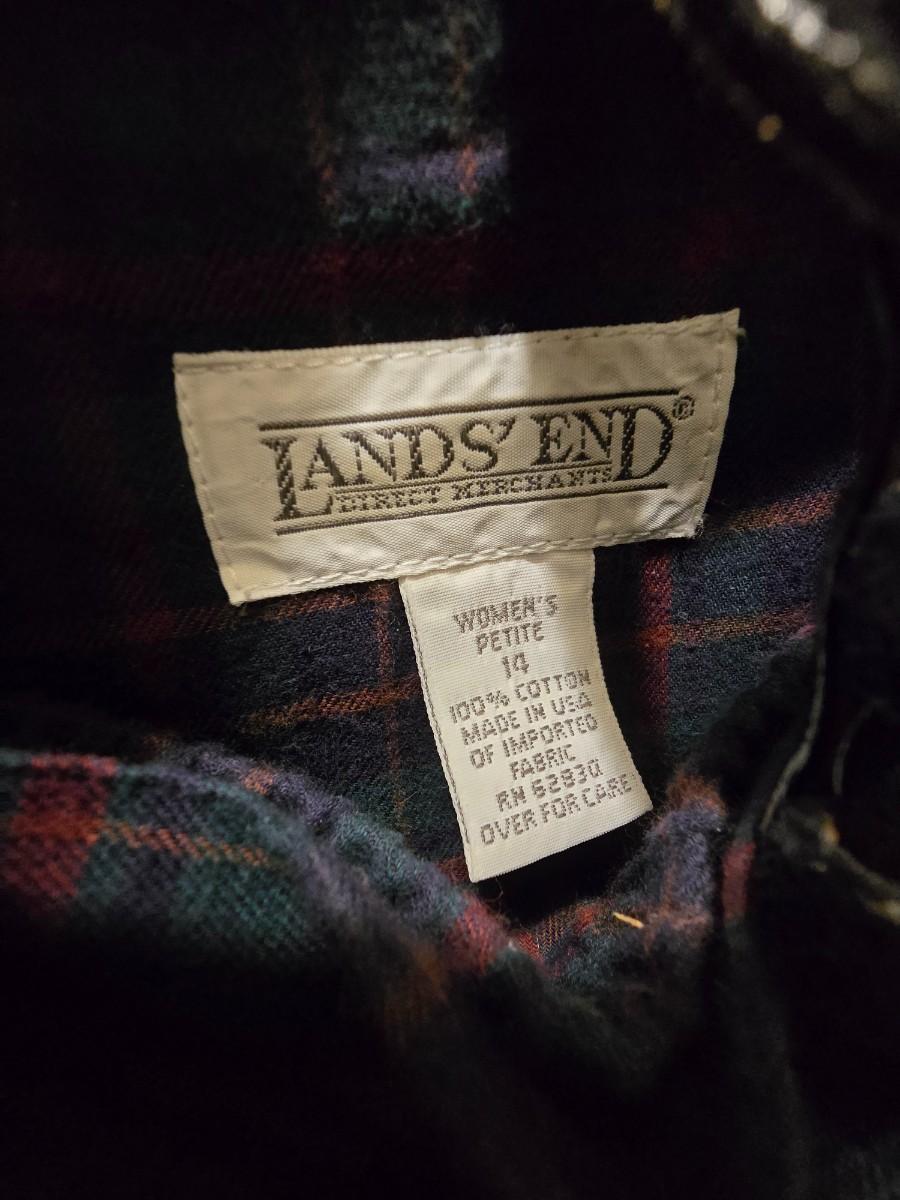 LANDS' END®
DIRECT MERCHANTS
WOMEN'S
PETITE
14
100% COTTON
MADE IN USA
OF IMPORTED
FABRIC
RN 62830
OVER FOR CARE